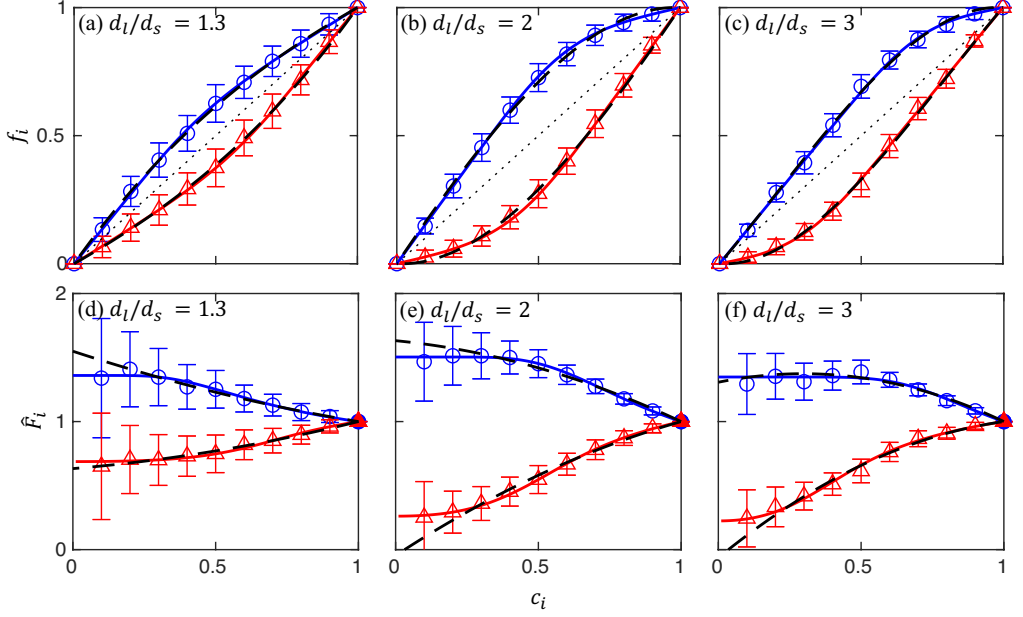 (a) d_l/d_s = 1.3
(b) d_l/d_s = 2
(c) d_l/d_s = 3
1
0.5
0
f_i
(d) d_l/d_s = 1.3
(e) d_l/d_s = 2
(f) d_l/d_s = 3
2
1
0
F̂_i
0 0.5 1
0 0.5 1
0 0.5 1
c_i